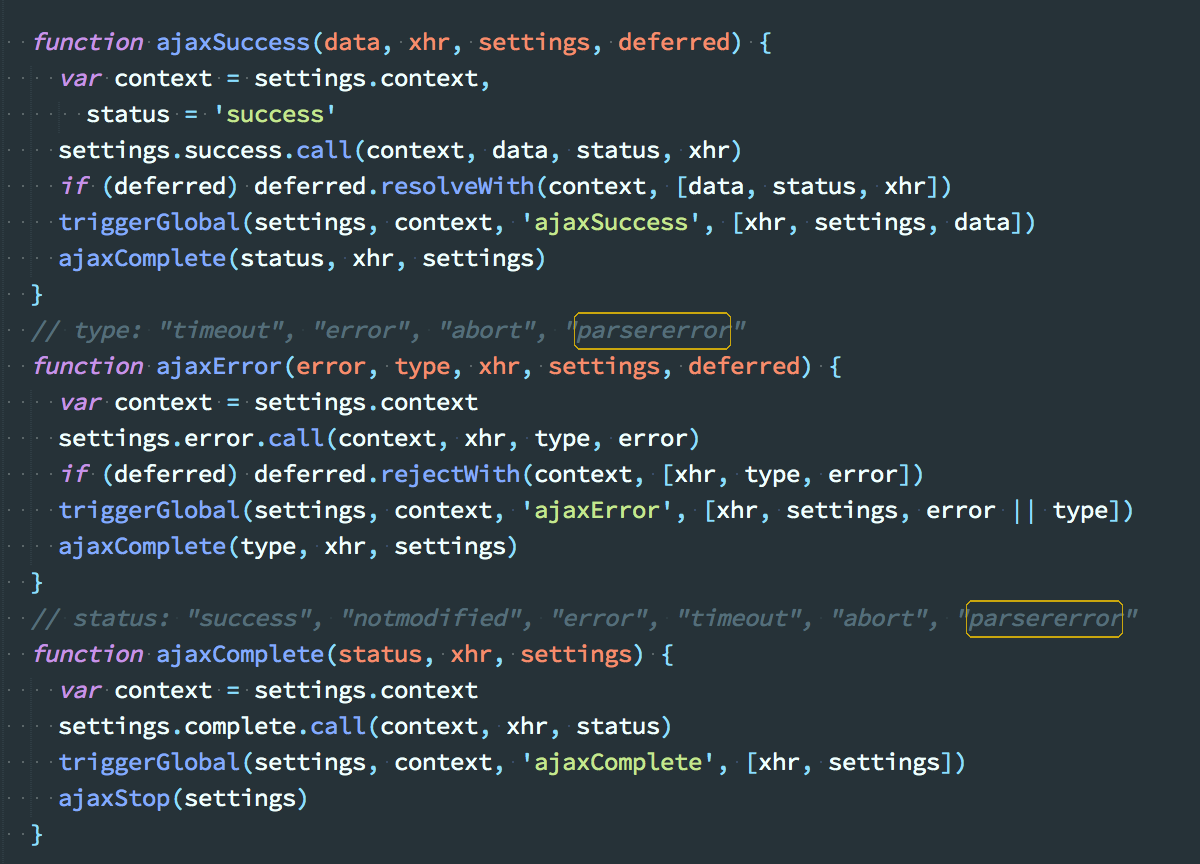 function ajaxSuccess(data, xhr, settings, deferred) {
var context = settings.context,
status = 'success'
settings.success.call(context, data, status, xhr)
if (deferred) deferred.resolveWith(context, [data, status, xhr])
triggerGlobal(settings, context, 'ajaxSuccess', [xhr, settings, data])
ajaxComplete(status, xhr, settings)
}
// type: "timeout", "error", "abort", "parsererror"
function ajaxError(error, type, xhr, settings, deferred) {
var context = settings.context
settings.error.call(context, xhr, type, error)
if (deferred) deferred.rejectWith(context, [xhr, type, error])
triggerGlobal(settings, context, 'ajaxError', [xhr, settings, error || type])
ajaxComplete(type, xhr, settings)
}
// status: "success", "notmodified", "error", "timeout", "abort", "parsererror"
function ajaxComplete(status, xhr, settings) {
var context = settings.context
settings.complete.call(context, xhr, status)
triggerGlobal(settings, context, 'ajaxComplete', [xhr, settings])
ajaxStop(settings)
}